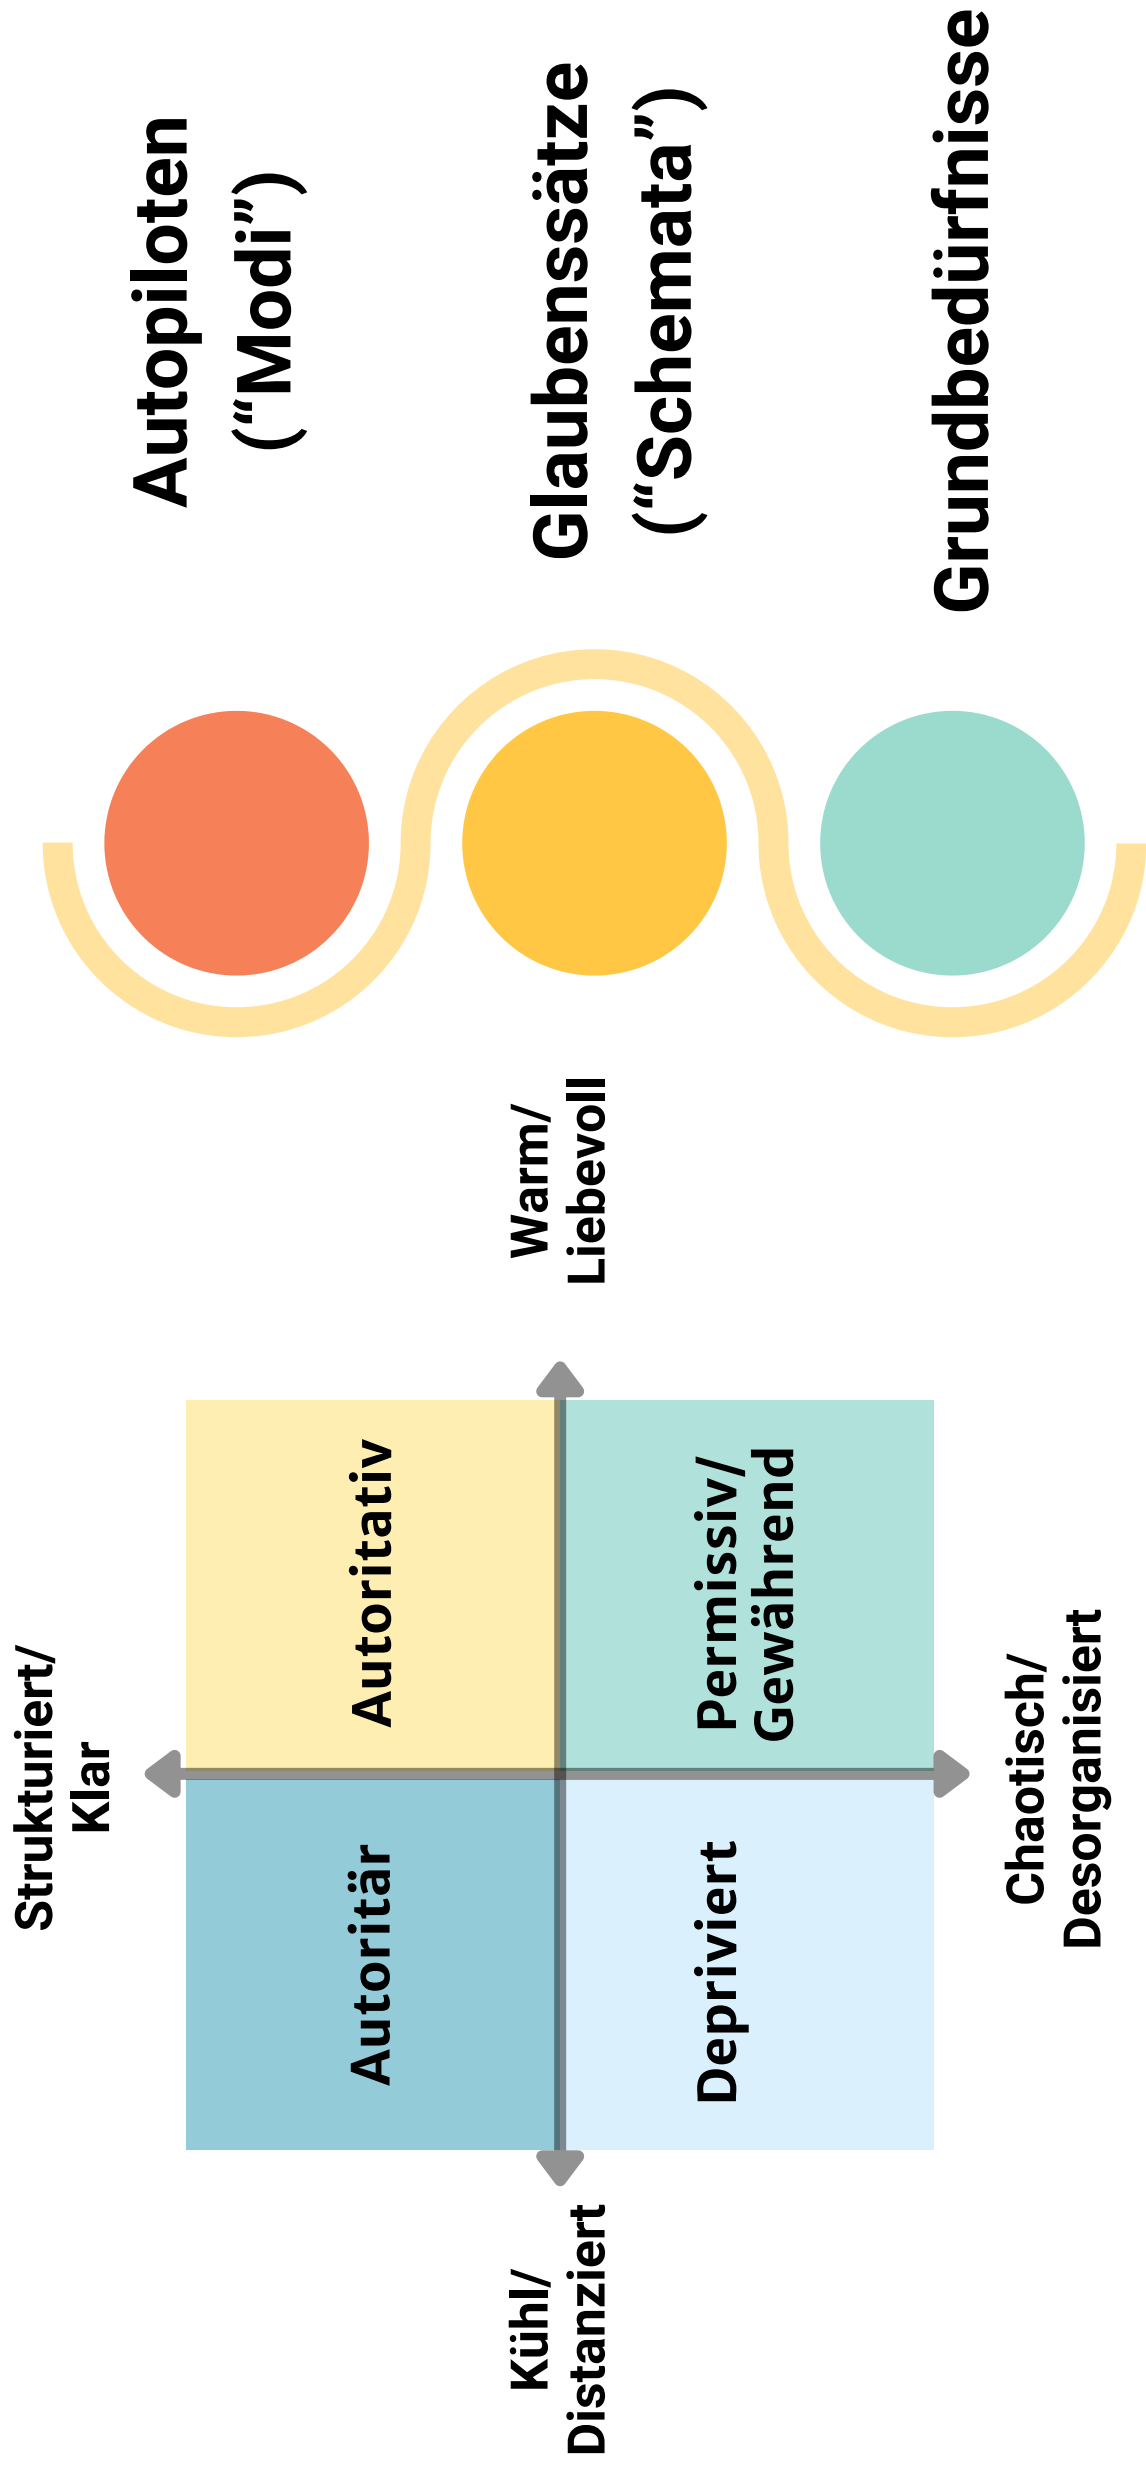 Strukturiert/
Klar
Kühl/
Distanziert
Autoritär
Autoritativ
Depriviert
Permissiv/
Gewährend
Warm/
Liebevoll
Chaotisch/
Desorganisiert
Autopiloten
(“Modi”)
Glaubenssätze
(“Schemata”)
Grundbedürfnisse